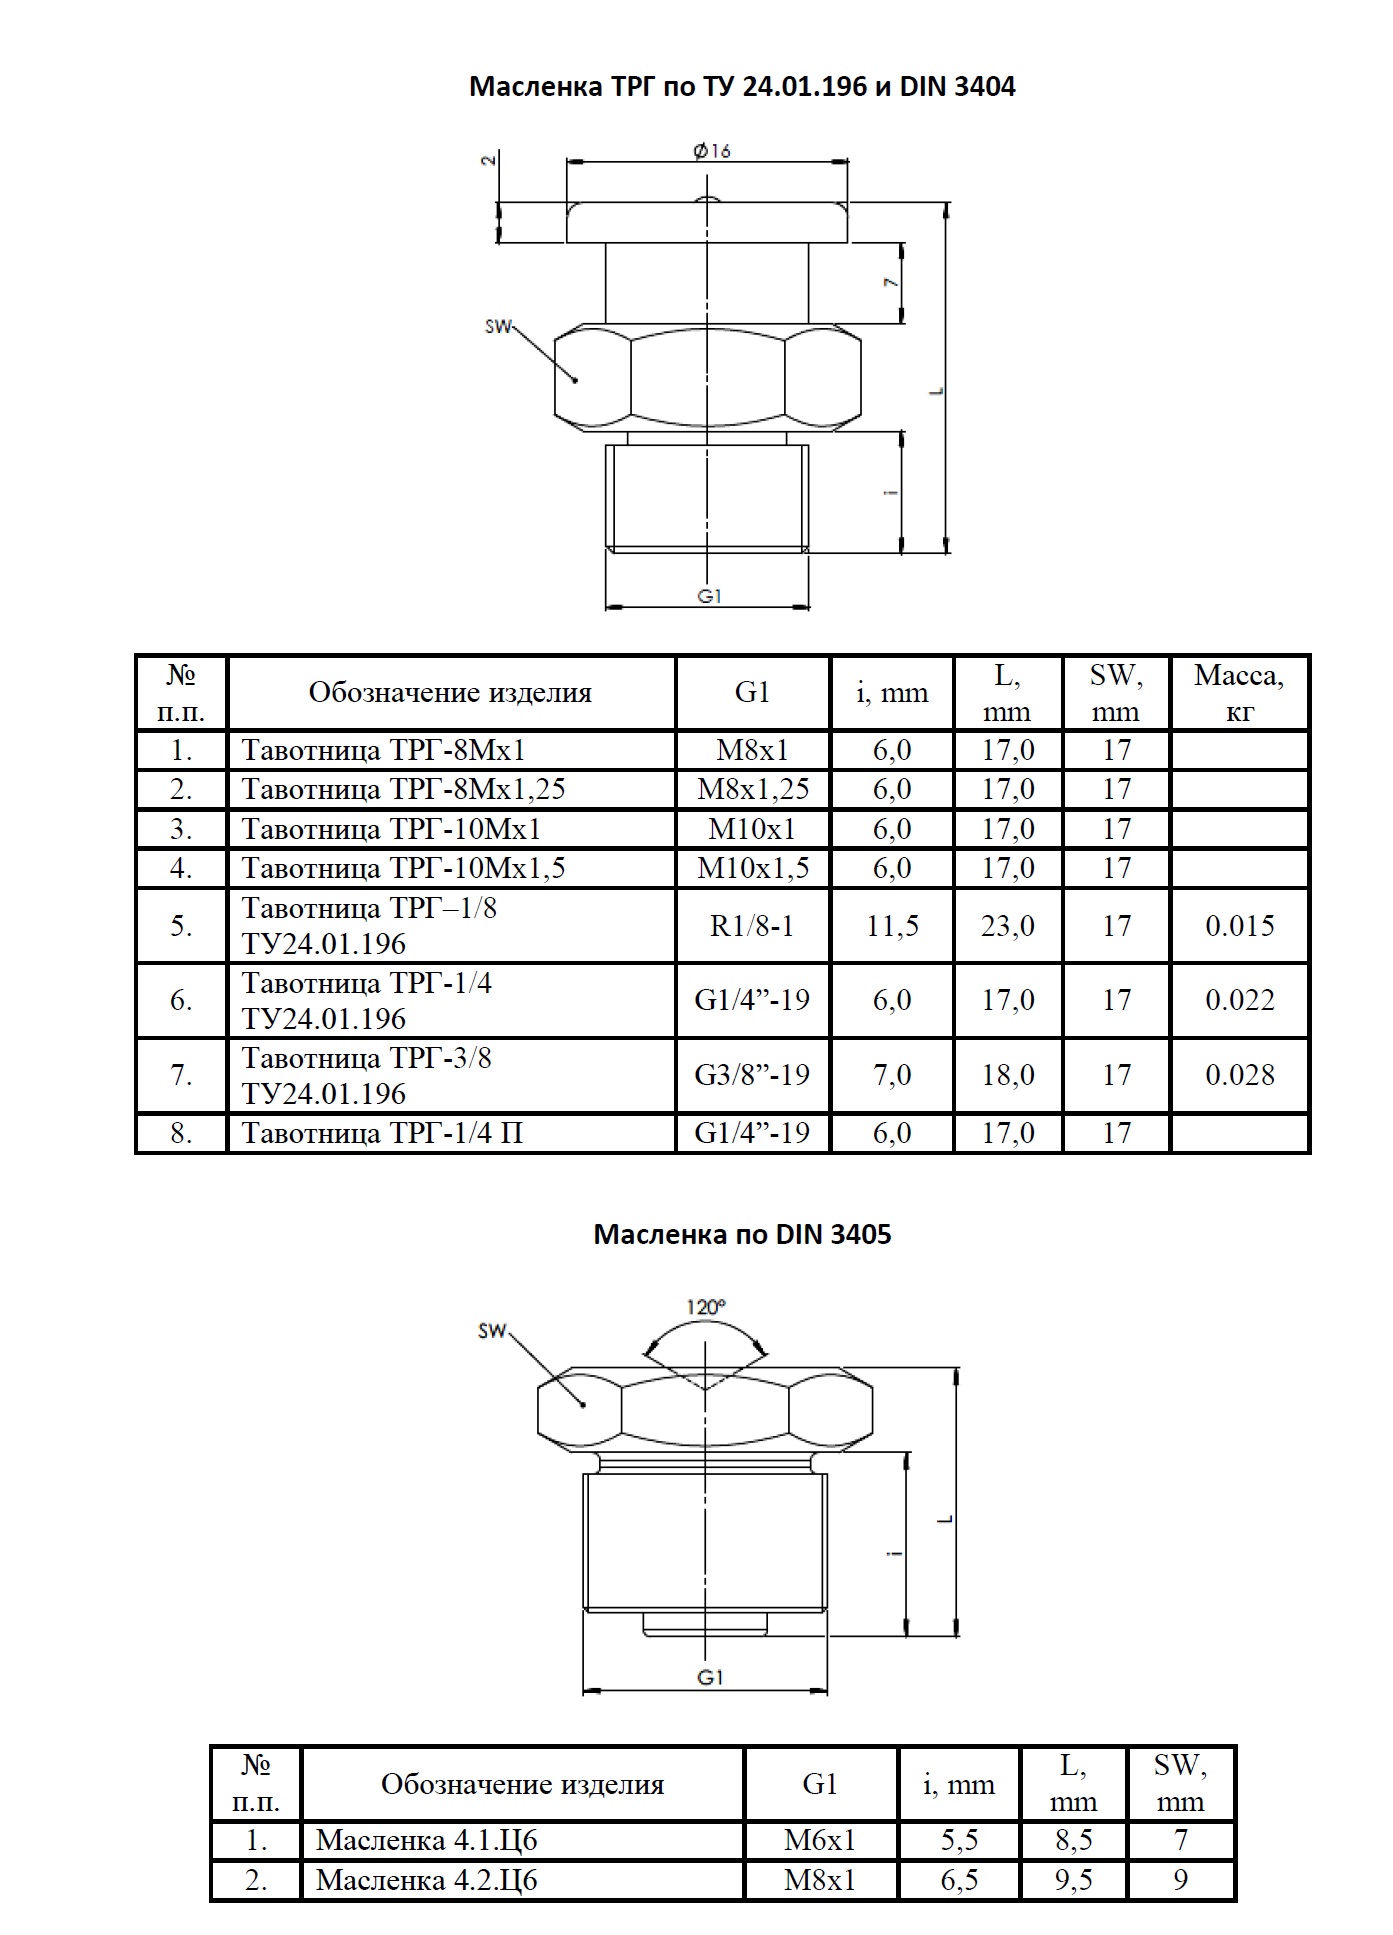 Масленка ТРГ по ТУ 24.01.196 и DIN 3404
2
Ø16
7
SW
L
i
G1
№ п.п. Обозначение изделия G1 i, mm L, mm SW, mm Масса, кг
1. Тавотница ТРГ-8Мх1 М8х1 6,0 17,0 17
2. Тавотница ТРГ-8Мх1,25 М8х1,25 6,0 17,0 17
3. Тавотница ТРГ-10Мх1 М10х1 6,0 17,0 17
4. Тавотница ТРГ-10Мх1,5 М10х1,5 6,0 17,0 17
5. Тавотница ТРГ–1/8 ТУ24.01.196 R1/8-1 11,5 23,0 17 0.015
6. Тавотница ТРГ-1/4 ТУ24.01.196 G1/4”-19 6,0 17,0 17 0.022
7. Тавотница ТРГ-3/8 ТУ24.01.196 G3/8”-19 7,0 18,0 17 0.028
8. Тавотница ТРГ-1/4 П G1/4”-19 6,0 17,0 17
Масленка по DIN 3405
120°
SW
L
i
G1
№ п.п. Обозначение изделия G1 i, mm L, mm SW, mm
1. Масленка 4.1.Ц6 М6х1 5,5 8,5 7
2. Масленка 4.2.Ц6 М8х1 6,5 9,5 9